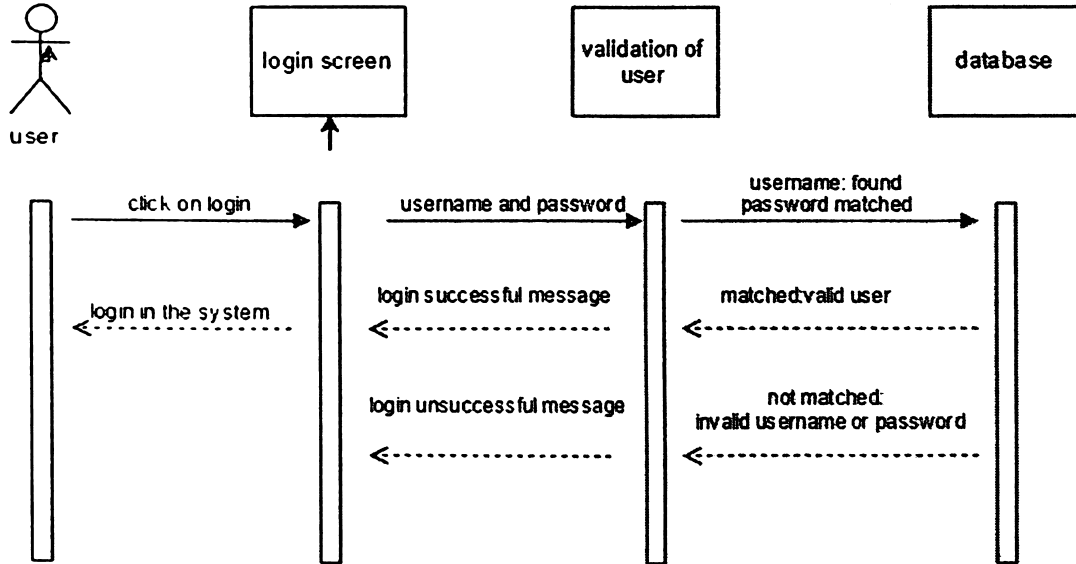 login screen
validation of
user
database
user
click on login
username and password
username: found
password matched
login in the system
login successful message
matched:valid user
login unsuccessful message
not matched:
invalid username or password